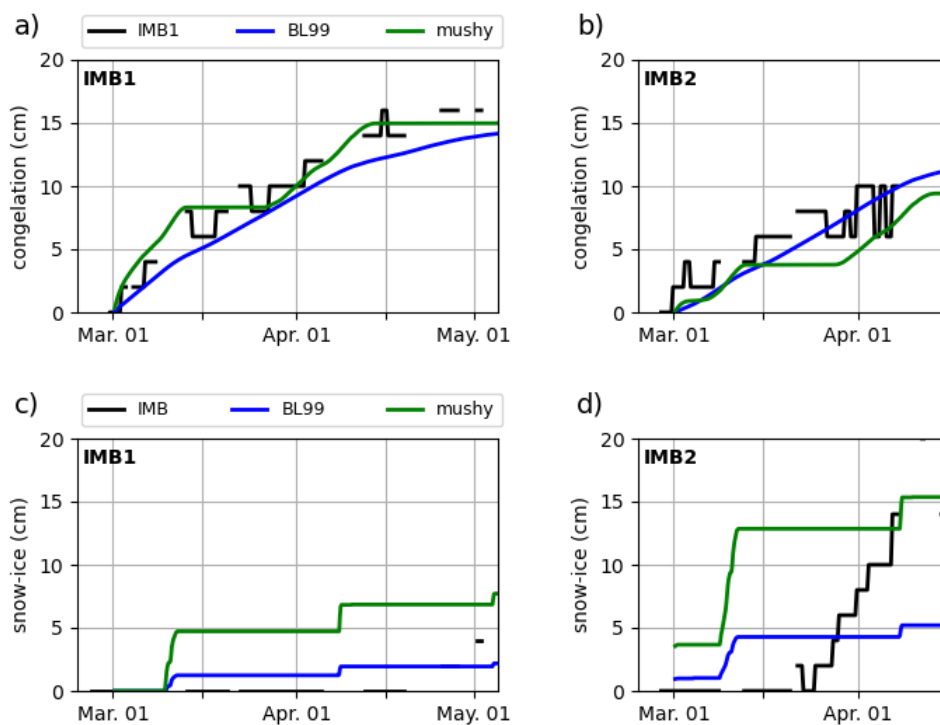 a)
IMB1 BL99 mushy
b)
20
15
10
5
0
congelation (cm)
IMB1
Mar. 01 Apr. 01 May. 01
20
15
10
5
0
congelation (cm)
IMB2
Mar. 01 Apr. 01
c)
IMB BL99 mushy
d)
20
15
10
5
0
snow-ice (cm)
IMB1
Mar. 01 Apr. 01 May. 01
20
15
10
5
0
snow-ice (cm)
IMB2
Mar. 01 Apr. 01